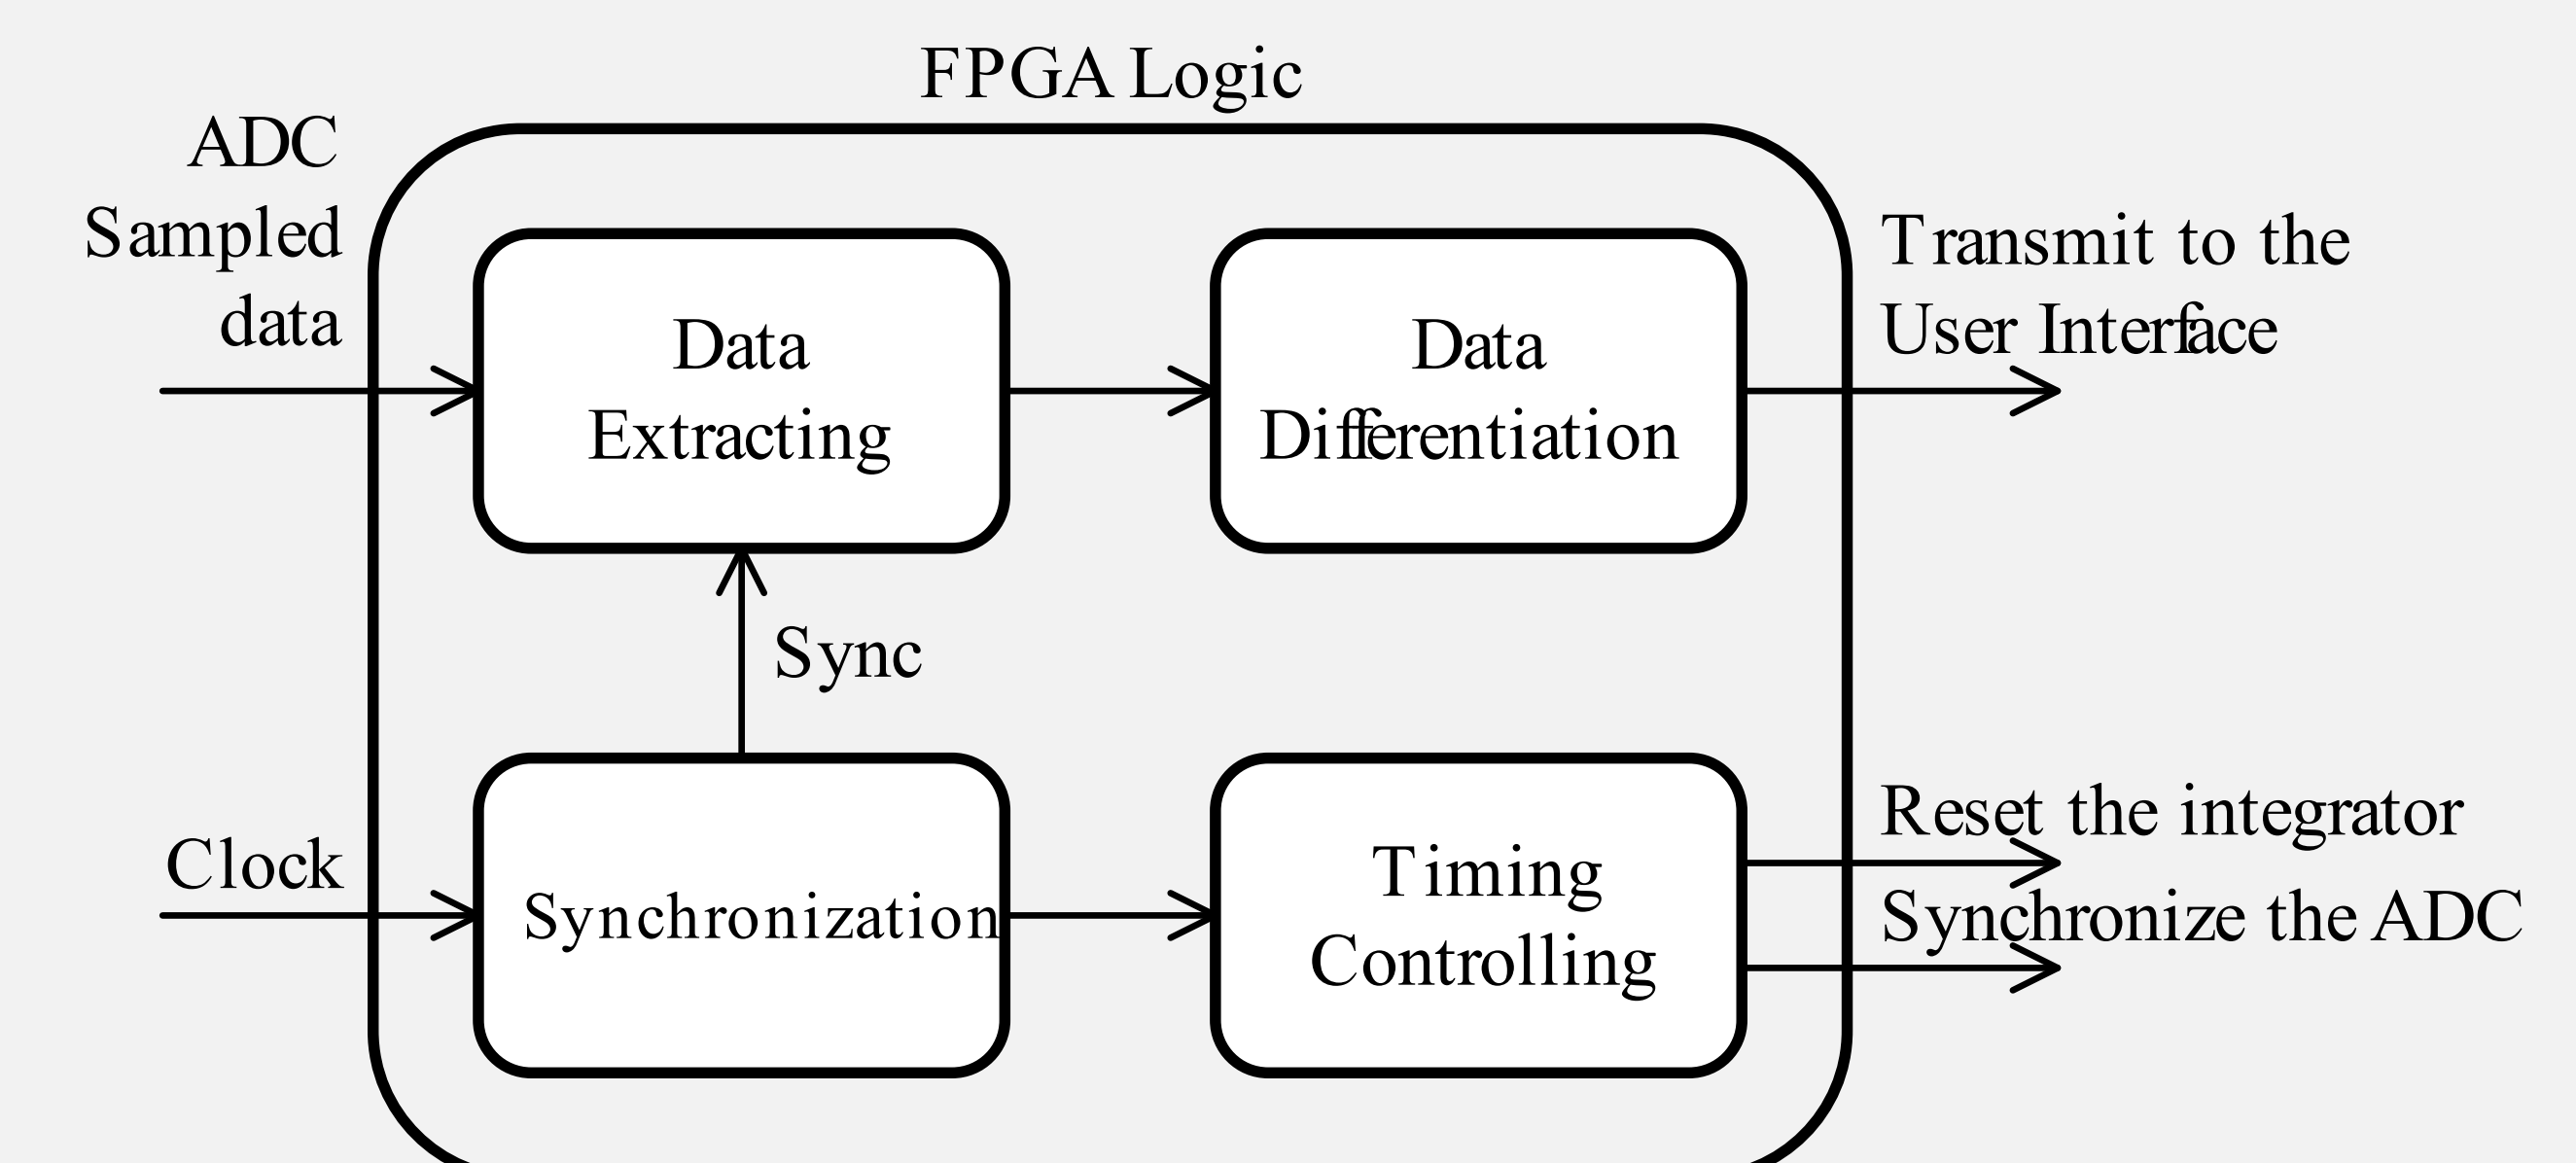 FPGA Logic
ADC
Sampled
data
Data
Extracting
Data
Differentiation
Transmit to the
User Interface
Sync
Clock
Synchronization
Timing
Controlling
Reset the integrator
Synchronize the ADC